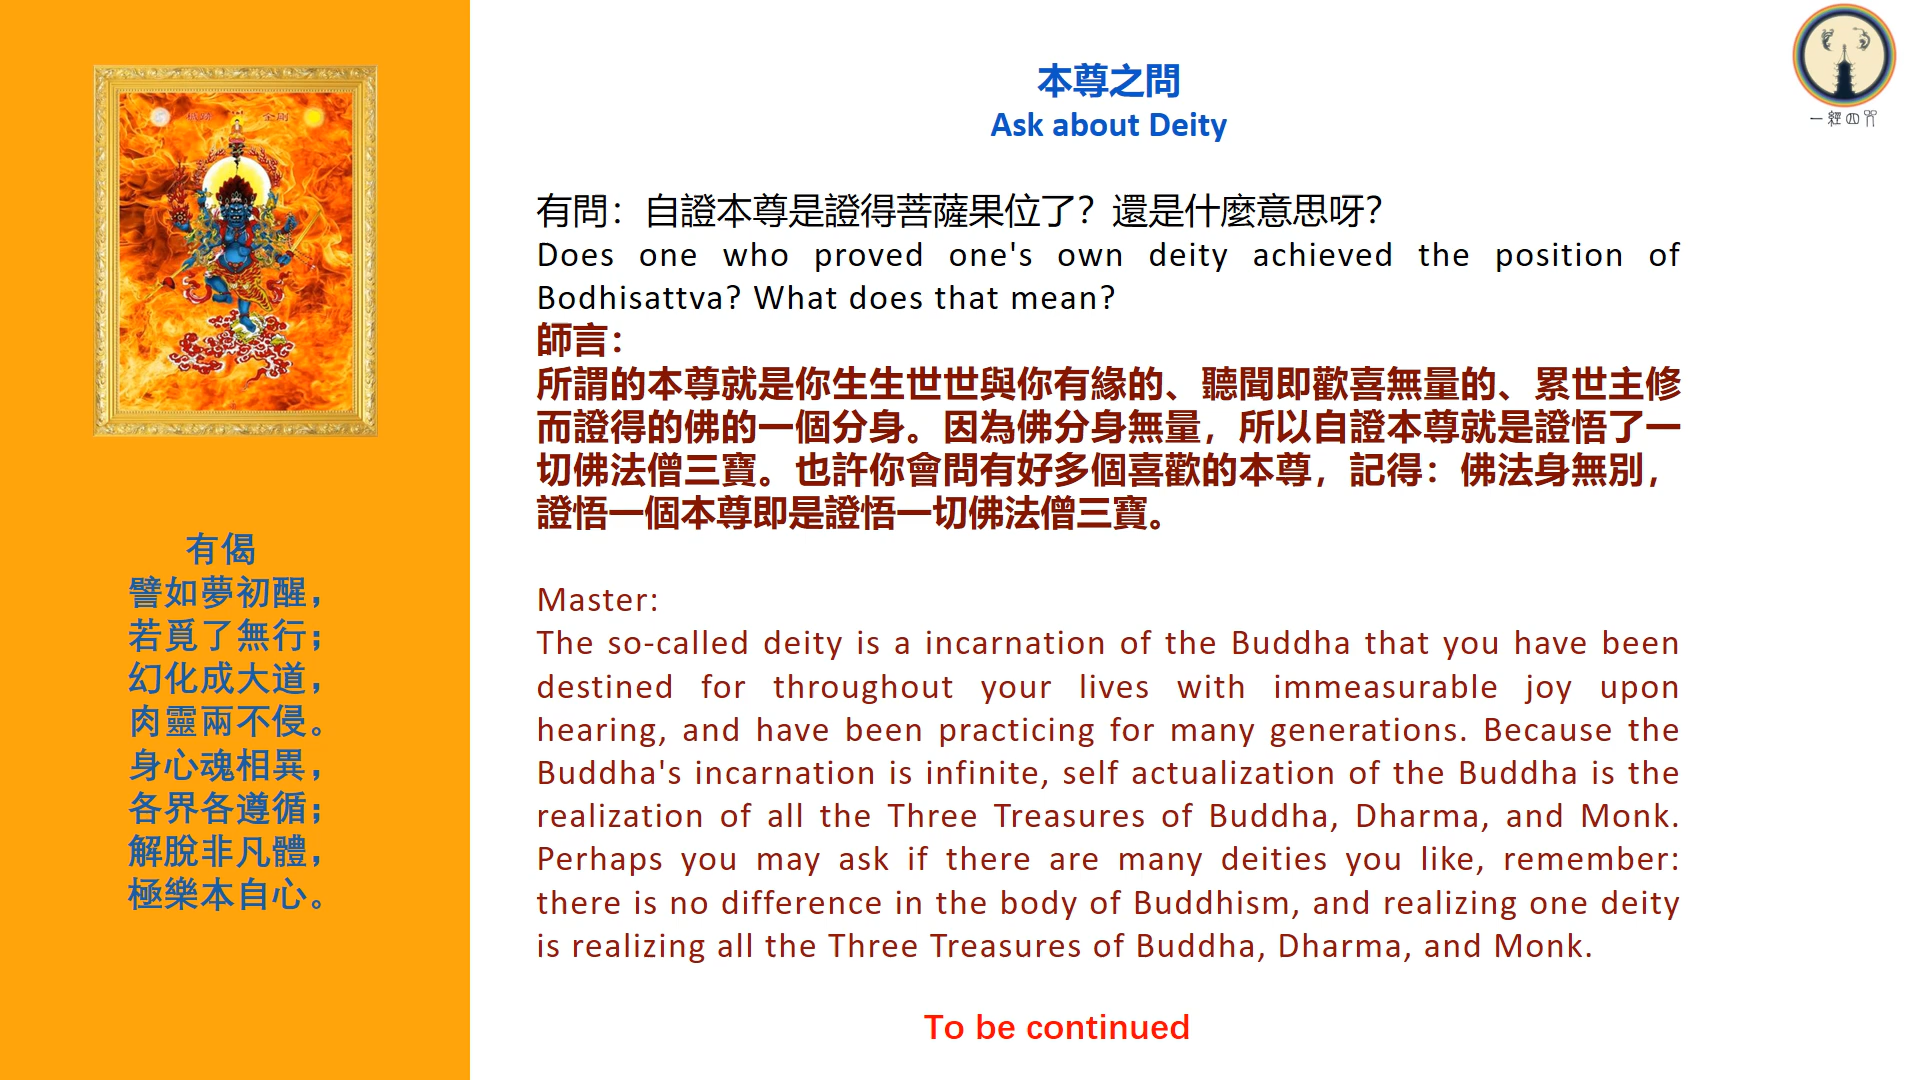 本尊之問
Ask about Deity
一經四咒
有問：自證本尊是證得菩薩果位了？還是什麼意思呀？
Does one who proved one's own deity achieved the position of
Bodhisattva? What does that mean?
師言：
所謂的本尊就是你生生世世與你有緣的、聽聞即歡喜無量的、累世主修
而證得的佛的一個分身。因為佛分身無量，所以自證本尊就是證悟了一
切佛法僧三寶。也許你會問有好多個喜歡的本尊，記得：佛法身無別，
證悟一個本尊即是證悟一切佛法僧三寶。
Master:
The so-called deity is a incarnation of the Buddha that you have been
destined for throughout your lives with immeasurable joy upon
hearing, and have been practicing for many generations. Because the
Buddha's incarnation is infinite, self actualization of the Buddha is the
realization of all the Three Treasures of Buddha, Dharma, and Monk.
Perhaps you may ask if there are many deities you like, remember:
there is no difference in the body of Buddhism, and realizing one deity
is realizing all the Three Treasures of Buddha, Dharma, and Monk.
To be continued
有偈
譬如夢初醒，
若覓了無行；
幻化成大道，
肉靈兩不侵。
身心魂相異，
各界各遵循；
解脫非凡體，
極樂本自心。
金剛